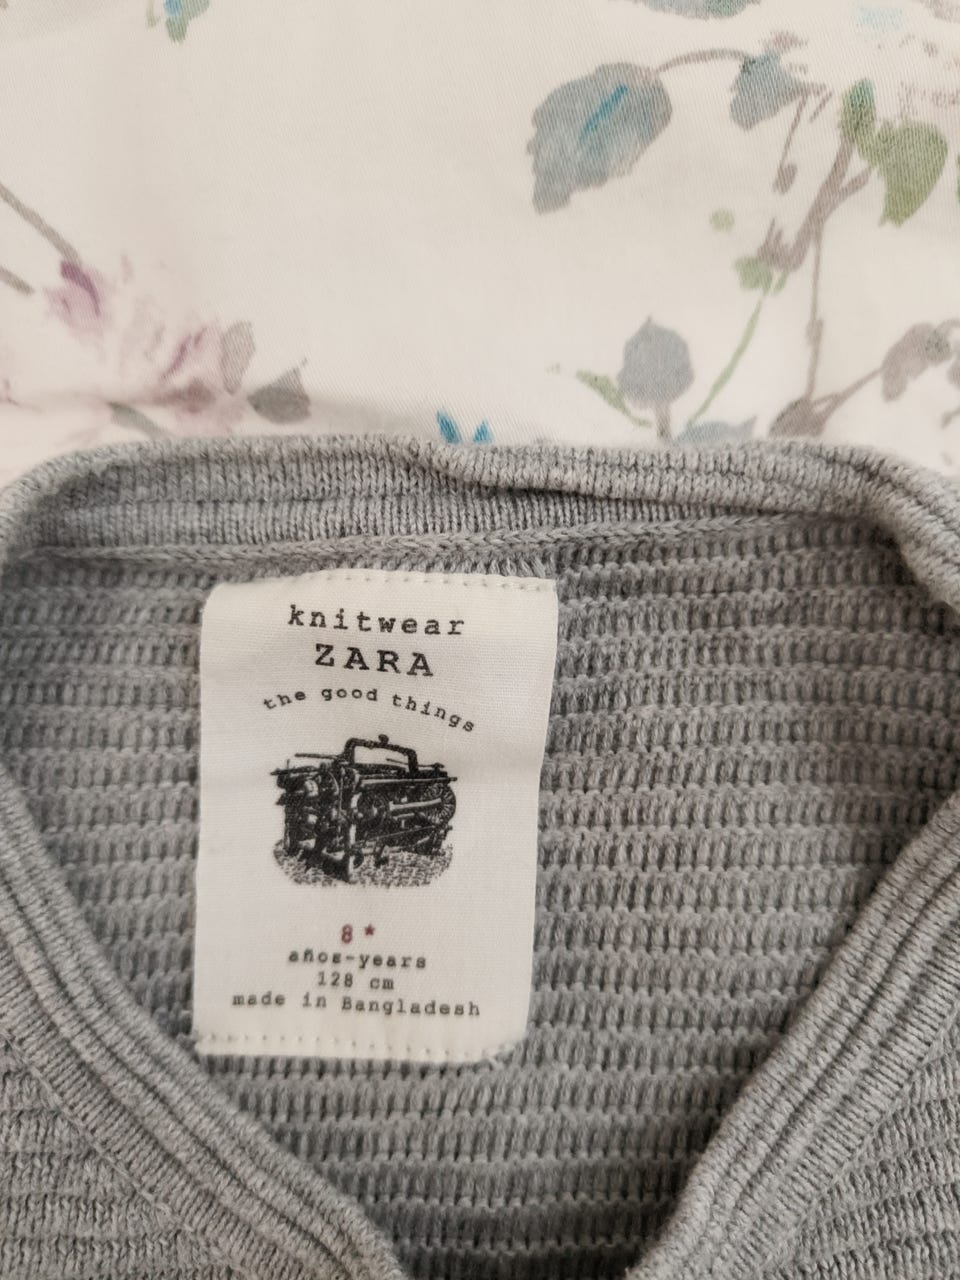 knitwear
ZARA
the good things
8*
años-years
128 cm
made in Bangladesh